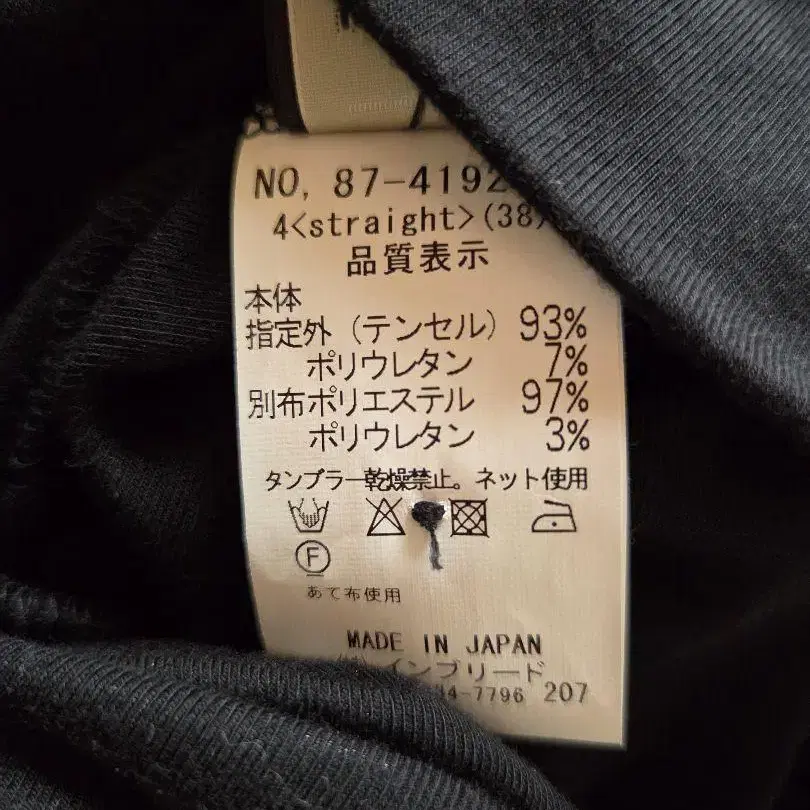 NO, 87-4192
4<straight>(38)
品質表示
本体
指定外(テンセル) 93%
ポリウレタン 7%
別布ポリエステル 97%
ポリウレタン 3%
タンブラー乾燥禁止。ネット使用
F
あて布使用
MADE IN JAPAN
インブリード
4-7796 207